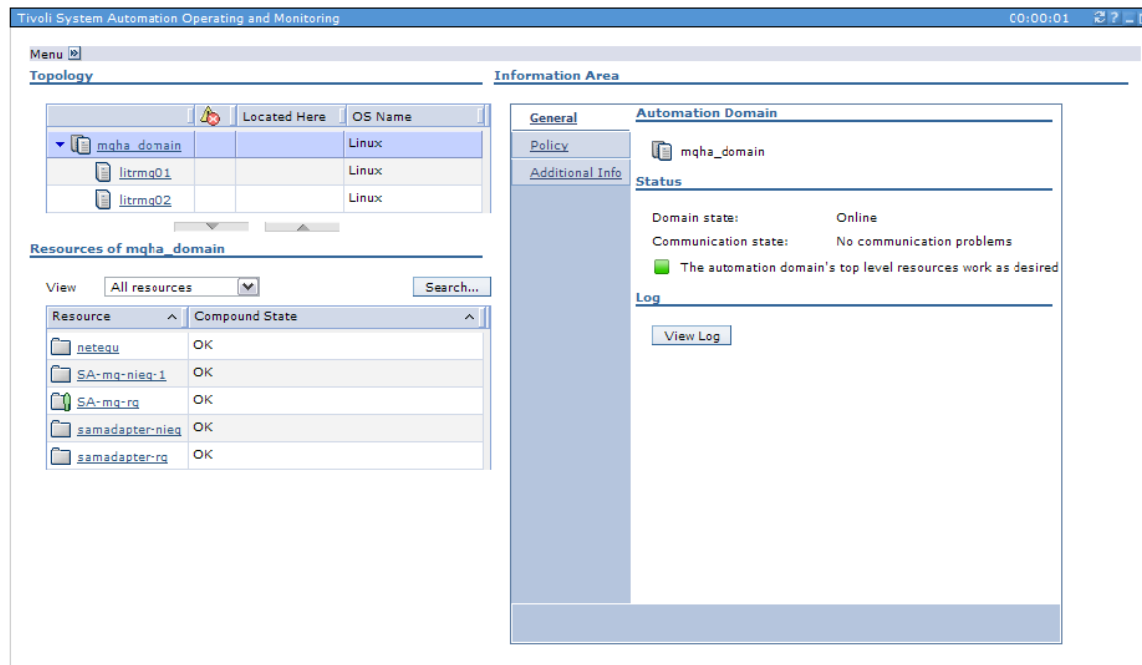 Tivoli System Automation Operating and Monitoring 00:00:01 ?
Menu
Topology
Located Here OS Name
mqha_domain Linux
litrmq01 Linux
litrmq02 Linux
Resources of mqha_domain
View All resources Search...
Resource Compound State
netequ OK
SA-mq-nieq-1 OK
SA-mq-rg OK
samadapter-nieq OK
samadapter-rg OK
Information Area
General
Policy
Additional Info
Automation Domain
mqha_domain
Status
Domain state: Online
Communication state: No communication problems
The automation domain's top level resources work as desired
Log
View Log